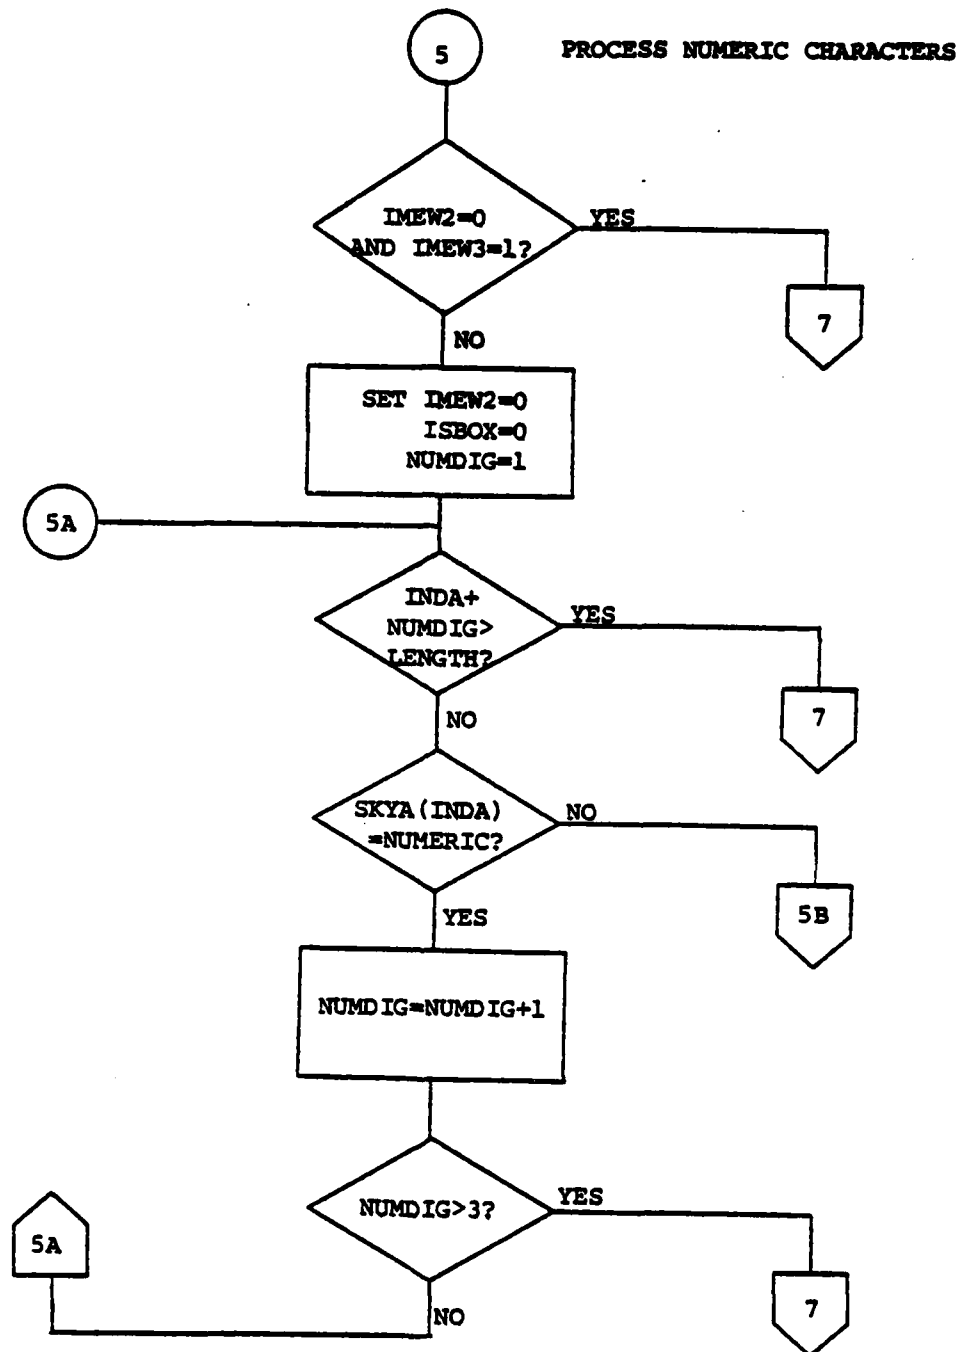 5
PROCESS NUMERIC CHARACTERS
IMEW2=0
AND IMEW3=1?
YES
7
NO
SET IMEW2=0
ISBOX=0
NUMDIG=1
5A
INDA+
NUMDIG>
LENGTH?
YES
7
NO
SKYA(INDA)
=NUMERIC?
NO
5B
YES
NUMDIG=NUMDIG+1
NUMDIG>3?
YES
5A
7
NO